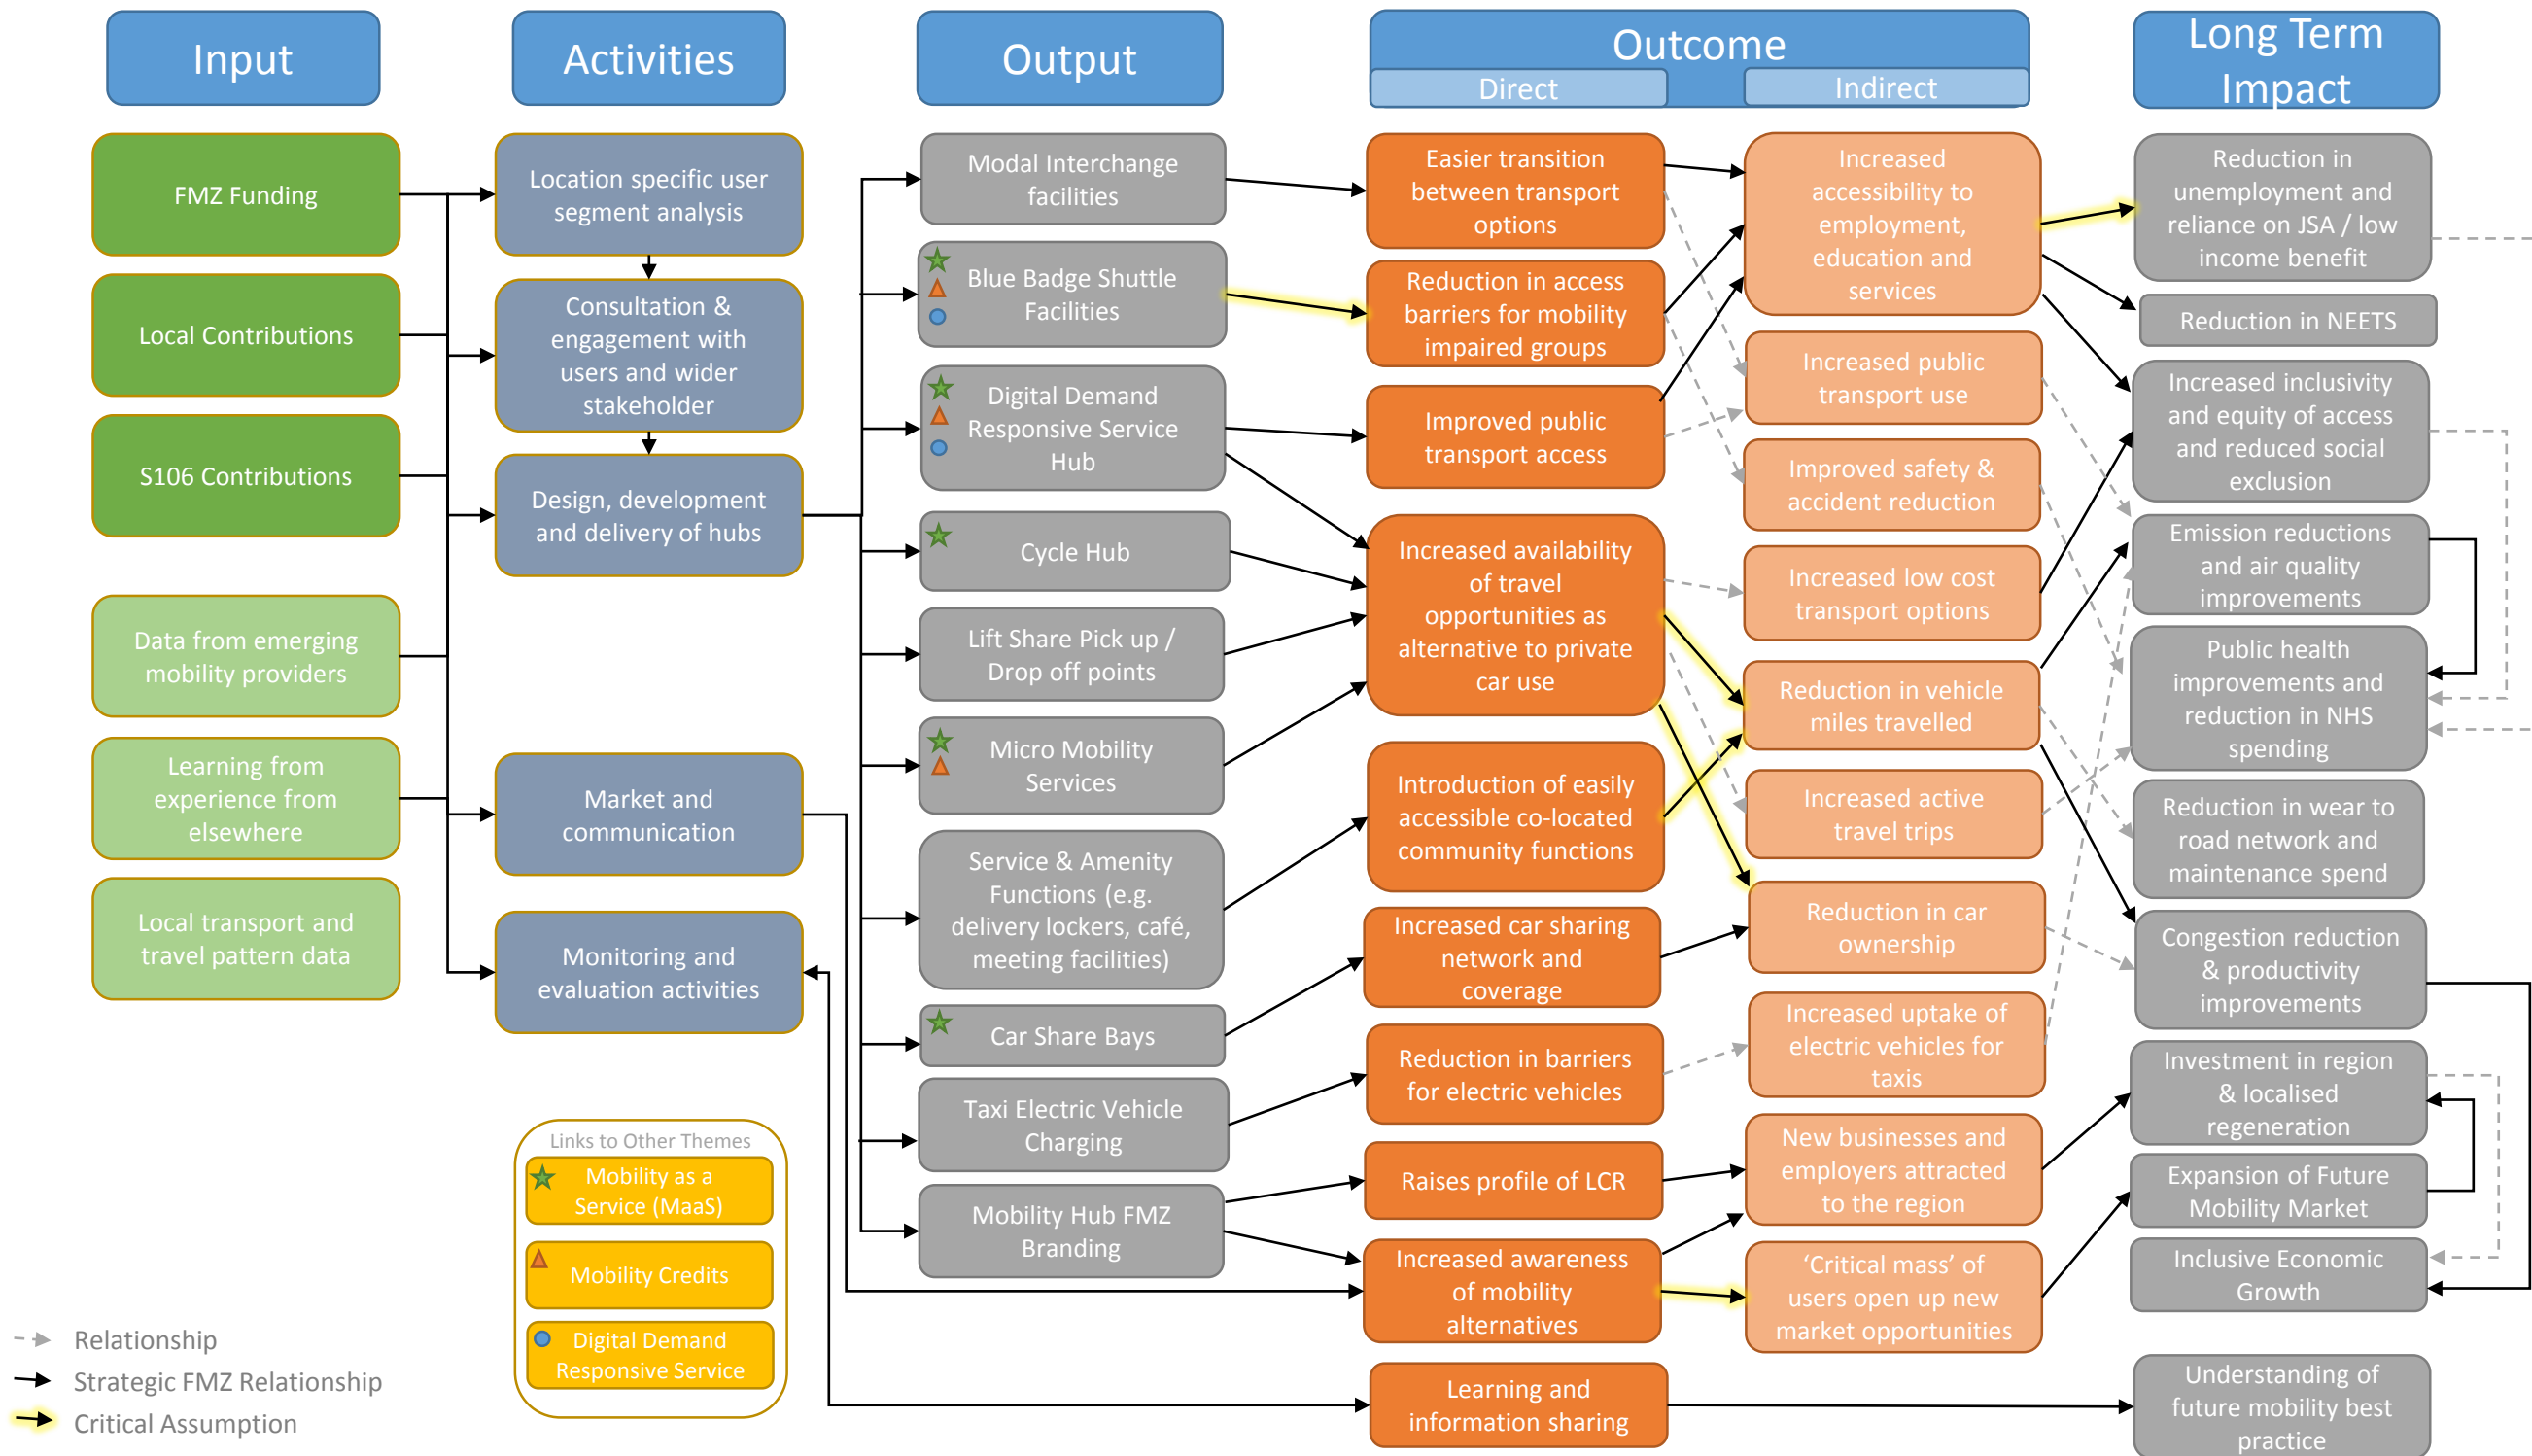 Input
Activities
Output
Outcome
Direct
Indirect
Long Term
Impact
FMZ Funding
Local Contributions
S106 Contributions
Data from emerging
mobility providers
Learning from
experience from
elsewhere
Local transport and
travel pattern data
Location specific user
segment analysis
Consultation &
engagement with
users and wider
stakeholder
Design, development
and delivery of hubs
Market and
communication
Monitoring and
evaluation activities
Modal Interchange
facilities
Blue Badge Shuttle
Facilities
Digital Demand
Responsive Service
Hub
Cycle Hub
Lift Share Pick up /
Drop off points
Micro Mobility
Services
Service & Amenity
Functions (e.g.
delivery lockers, café,
meeting facilities)
Car Share Bays
Taxi Electric Vehicle
Charging
Mobility Hub FMZ
Branding
Easier transition
between transport
options
Reduction in access
barriers for mobility
impaired groups
Improved public
transport access
Increased availability
of travel
opportunities as
alternative to private
car use
Introduction of easily
accessible co-located
community functions
Increased car sharing
network and
coverage
Reduction in barriers
for electric vehicles
Raises profile of LCR
Increased awareness
of mobility
alternatives
Learning and
information sharing
Increased
accessibility to
employment,
education and
services
Increased public
transport use
Improved safety &
accident reduction
Increased low cost
transport options
Reduction in vehicle
miles travelled
Increased active
travel trips
Reduction in car
ownership
Increased uptake of
electric vehicles for
taxis
New businesses and
employers attracted
to the region
‘Critical mass’ of
users open up new
market opportunities
Reduction in
unemployment and
reliance on JSA / low
income benefit
Reduction in NEETS
Increased inclusivity
and equity of access
and reduced social
exclusion
Emission reductions
and air quality
improvements
Public health
improvements and
reduction in NHS
spending
Reduction in wear to
road network and
maintenance spend
Congestion reduction
& productivity
improvements
Investment in region
& localised
regeneration
Expansion of Future
Mobility Market
Inclusive Economic
Growth
Understanding of
future mobility best
practice
Links to Other Themes
Mobility as a
Service (MaaS)
Mobility Credits
Digital Demand
Responsive Service
Relationship
Strategic FMZ Relationship
Critical Assumption